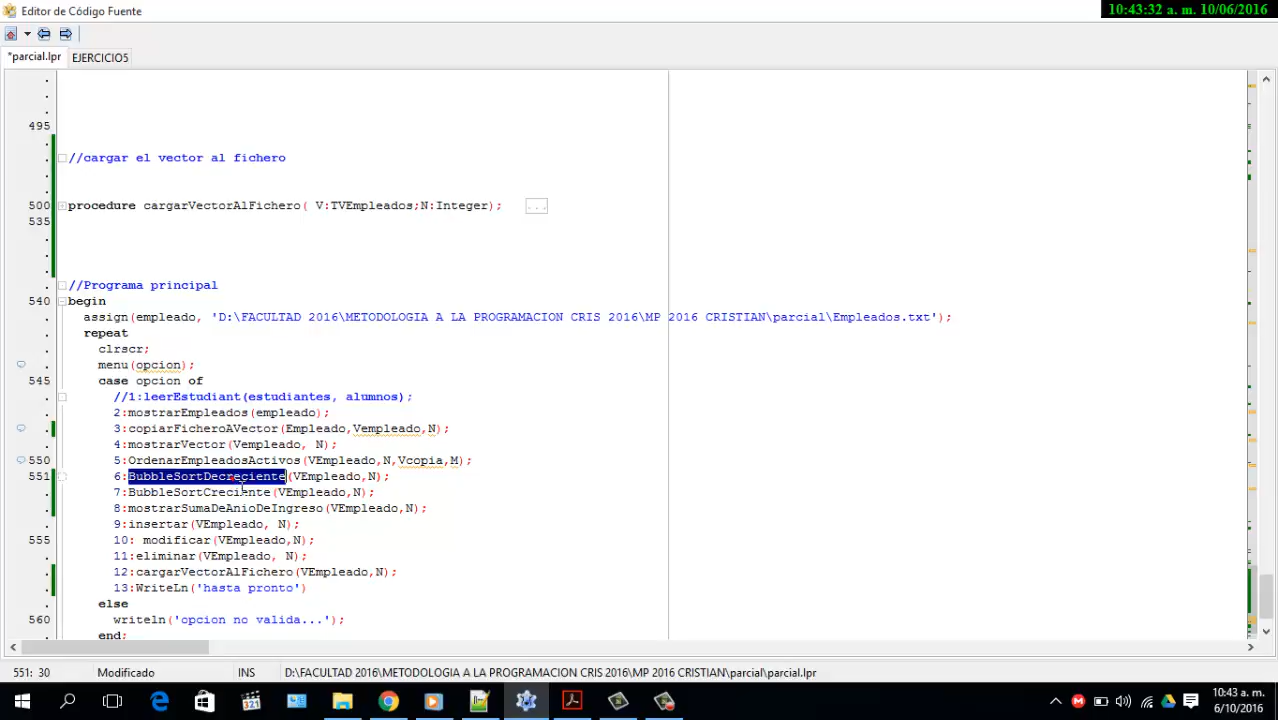 Editor de Código Fuente
10:43:32 a. m. 10/06/2016
*parcial.lpr EJERCICIO5
495
//cargar el vector al fichero
500 procedure cargarVectorAlFichero( V:TVEmpleados;N:Integer); ...
535
//Programa principal
540 begin
assign(empleado, 'D:\FACULTAD 2016\METODOLOGIA A LA PROGRAMACION CRIS 2016\MP 2016 CRISTIAN\parcial\Empleados.txt');
repeat
clrscr;
menu(opcion);
545 case opcion of
//1:leerEstudiant(estudiantes, alumnos);
2:mostrarEmpleados(empleado);
3:copiarFicheroAVector(Empleado,Vempleado,N);
4:mostrarVector(Vempleado, N);
550 5:OrdenarEmpleadosActivos(VEmpleado,N,Vcopia,M);
551 6:BubbleSortDecreciente(VEmpleado,N);
7:BubbleSortCreciente(VEmpleado,N);
8:mostrarSumaDeAnioDeIngreso(VEmpleado,N);
9:insertar(VEmpleado, N);
555 10: modificar(VEmpleado,N);
11:eliminar(VEmpleado, N);
12:cargarVectorAlFichero(VEmpleado,N);
13:WriteLn('hasta pronto')
else
560 writeln('opcion no valida...');
end;
551: 30 Modificado INS D:\FACULTAD 2016\METODOLOGIA A LA PROGRAMACION CRIS 2016\MP 2016 CRISTIAN\parcial\parcial.lpr
321
10:43 a.m.
6/10/2016